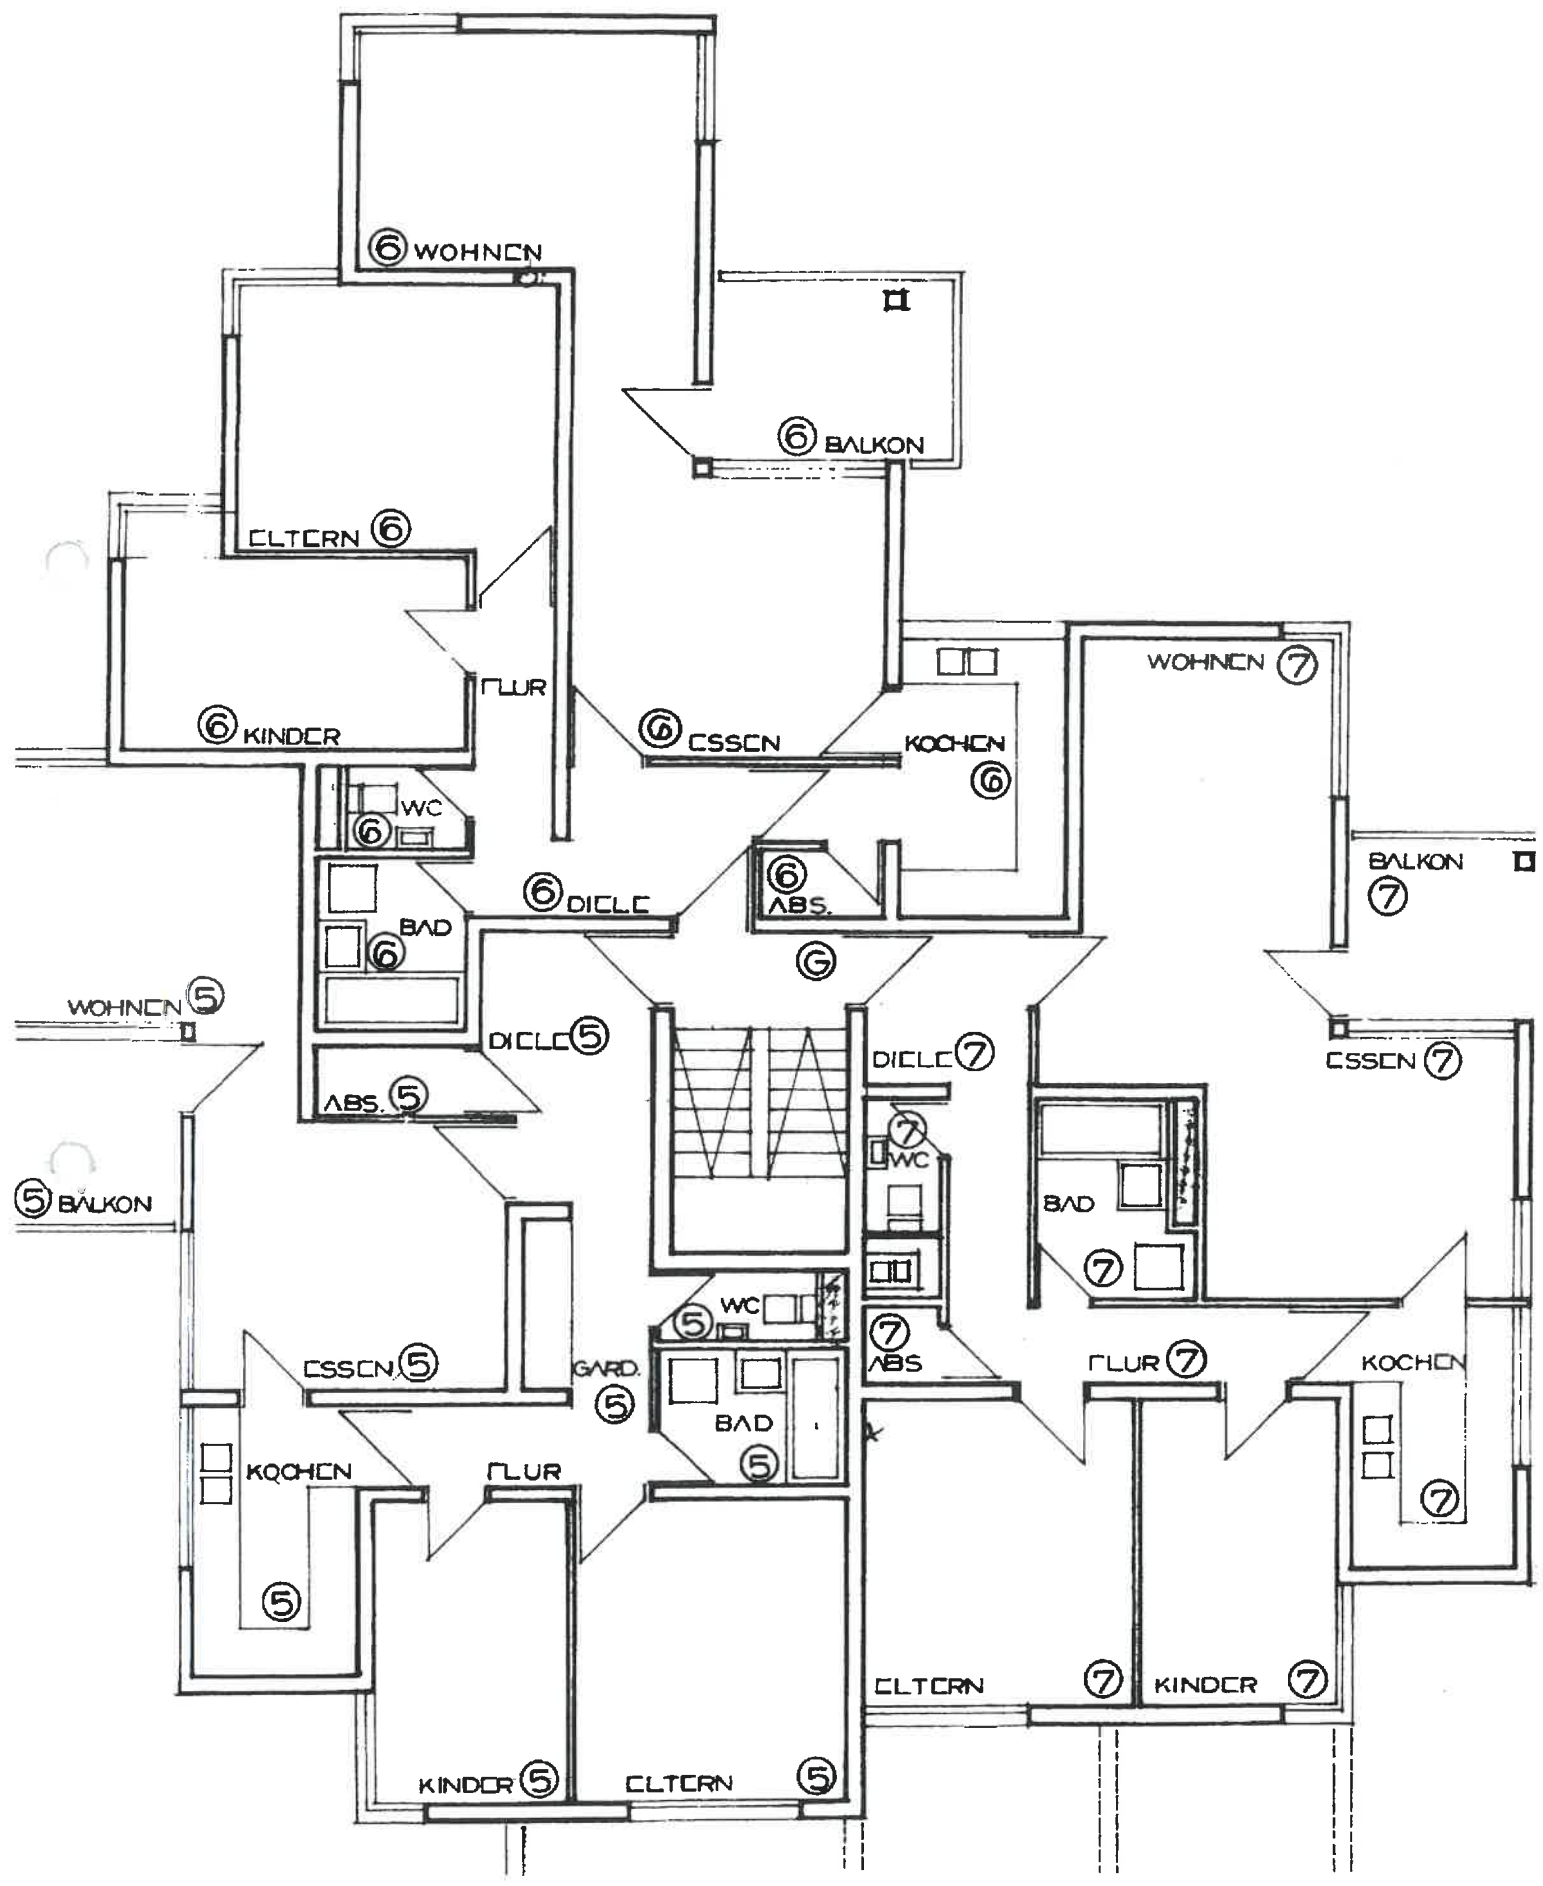 6 WOHNEN
6 BALKON
ELTERN 6
FLUR
WOHNEN 7
6 KINDER
6 ESSEN
KOCHEN
6
WC
6
BALKON
7
6
ABS.
6 DIELE
BAD
6
G
WOHNEN 5
DIELE 5
DIELE 7
ESSEN 7
ABS. 5
7
WC
5 BALKON
BAD
7
WC
5
7
ABS
FLUR 7
KOCHEN
ESSEN 5
GARD.
5
BAD
5
KOCHEN
FLUR
7
5
ELTERN 7
KINDER 7
KINDER 5
ELTERN 5